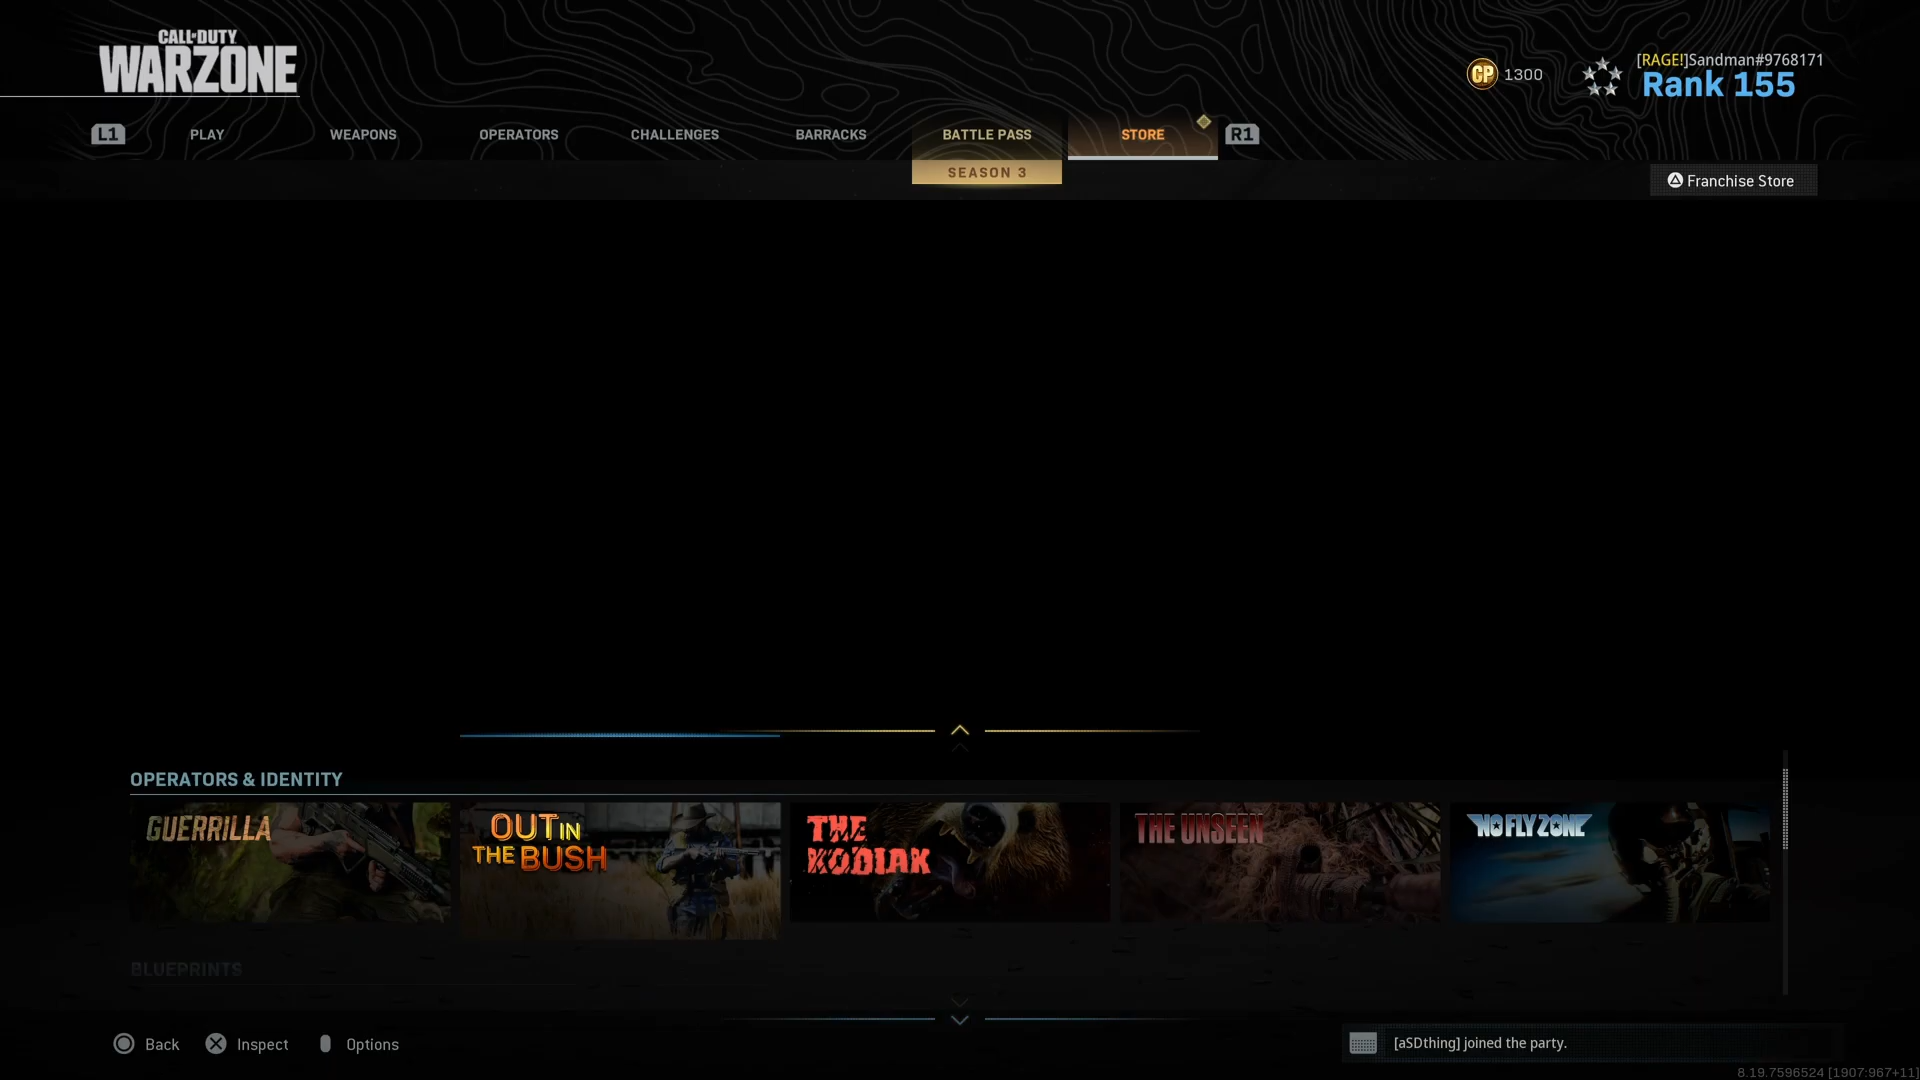 CALL OF DUTY
WARZONE
CP 1300
[RAGE!]Sandman#9768171
Rank 155
L1
PLAY
WEAPONS
OPERATORS
CHALLENGES
BARRACKS
BATTLE PASS
STORE
R1
SEASON 3
Franchise Store
OPERATORS & IDENTITY
GUERRILLA
OUT IN
THE BUSH
THE
KODIAK
THE UNSEEN
NO FLY ZONE
BLUEPRINTS
Back
Inspect
Options
[aSDthing] joined the party.
8.19.7596524 [1907:967+11]